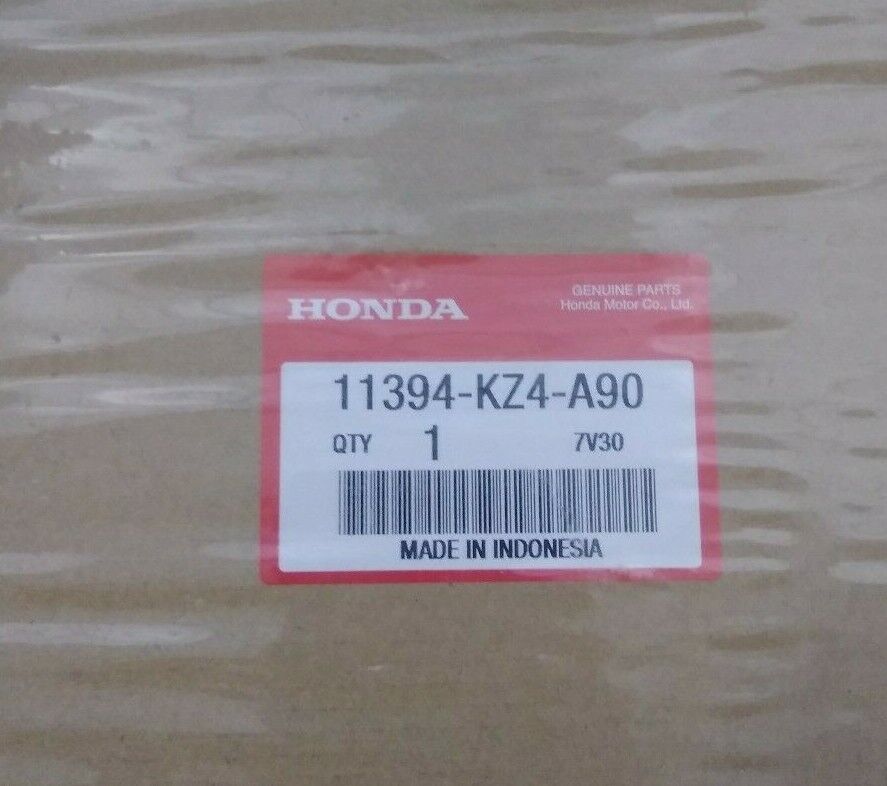 HONDA
GENUINE PARTS
Honda Motor Co., Ltd.
11394-KZ4-A90
QTY 1 7V30
MADE IN INDONESIA